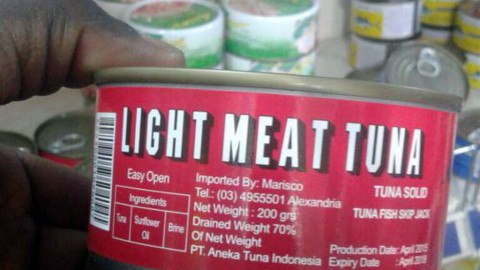 LIGHT MEAT TUNA
Easy Open
Ingredients
Tuna
Sunflower Oil
Brine
Imported By: Marisco
Tel.: (03) 4955501 Alexandria
Net Weight : 200 grs
Drained Weight 70%
Of Net Weight
PT. Aneka Tuna Indonesia
TUNA SOLID
TUNA FISH SKIP JACK
Production Date: April 2015
Expiry Date : April 2018